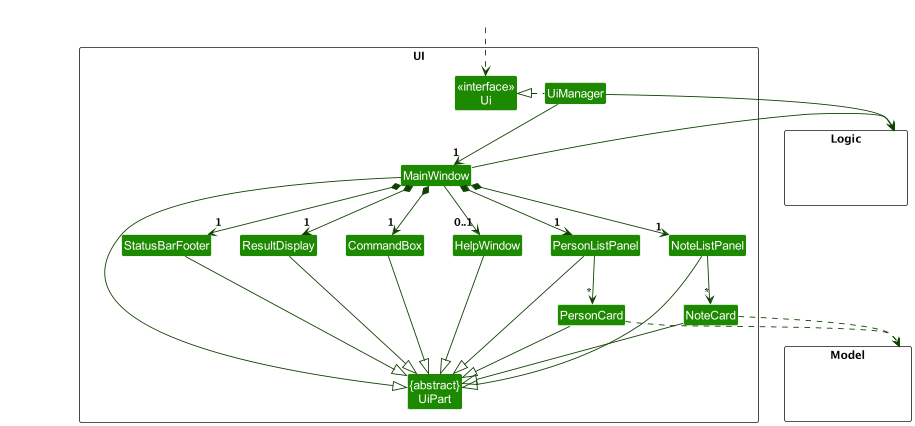 UI
«interface»
Ui
UiManager
Logic
1
MainWindow
1
1
1
0..1
1
1
StatusBarFooter
ResultDisplay
CommandBox
HelpWindow
PersonListPanel
NoteListPanel
*
*
PersonCard
NoteCard
Model
{abstract}
UiPart